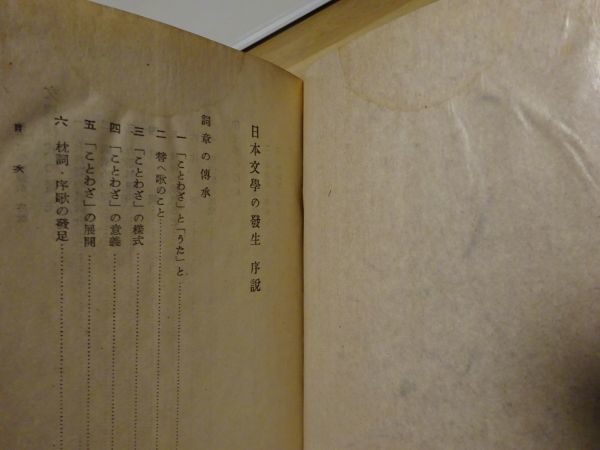 日本文學の發生 序説
詞章の傳承
一 「ことわざ」と「うた」と
二 替へ歌のこと
三 「ことわざ」の樣式
四 「ことわざ」の意義
五 「ことわざ」の展開
六 枕詞・序歌の發足
目次